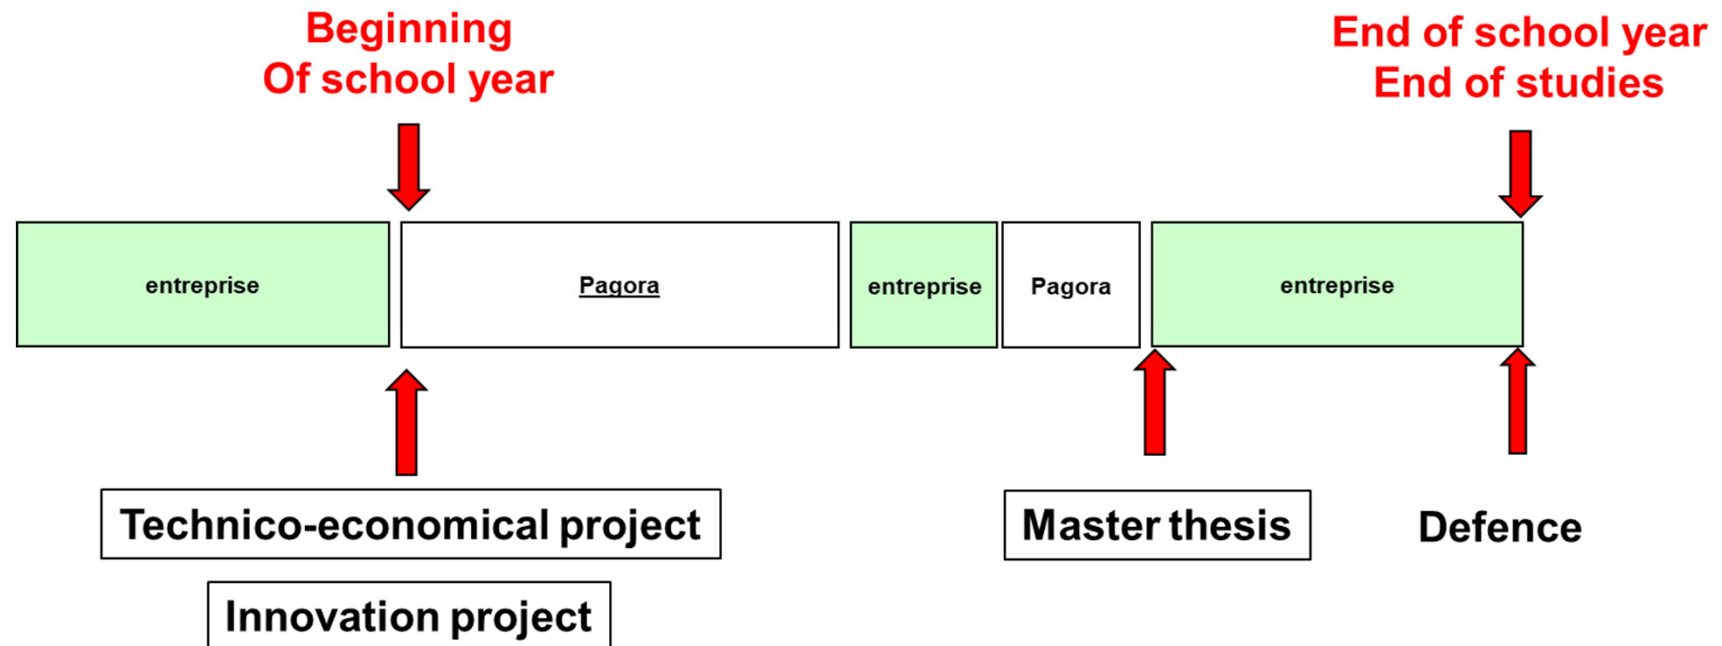 Beginning
Of school year
End of school year
End of studies
entreprise
Pagora
entreprise
Pagora
entreprise
Technico-economical project
Master thesis
Defence
Innovation project